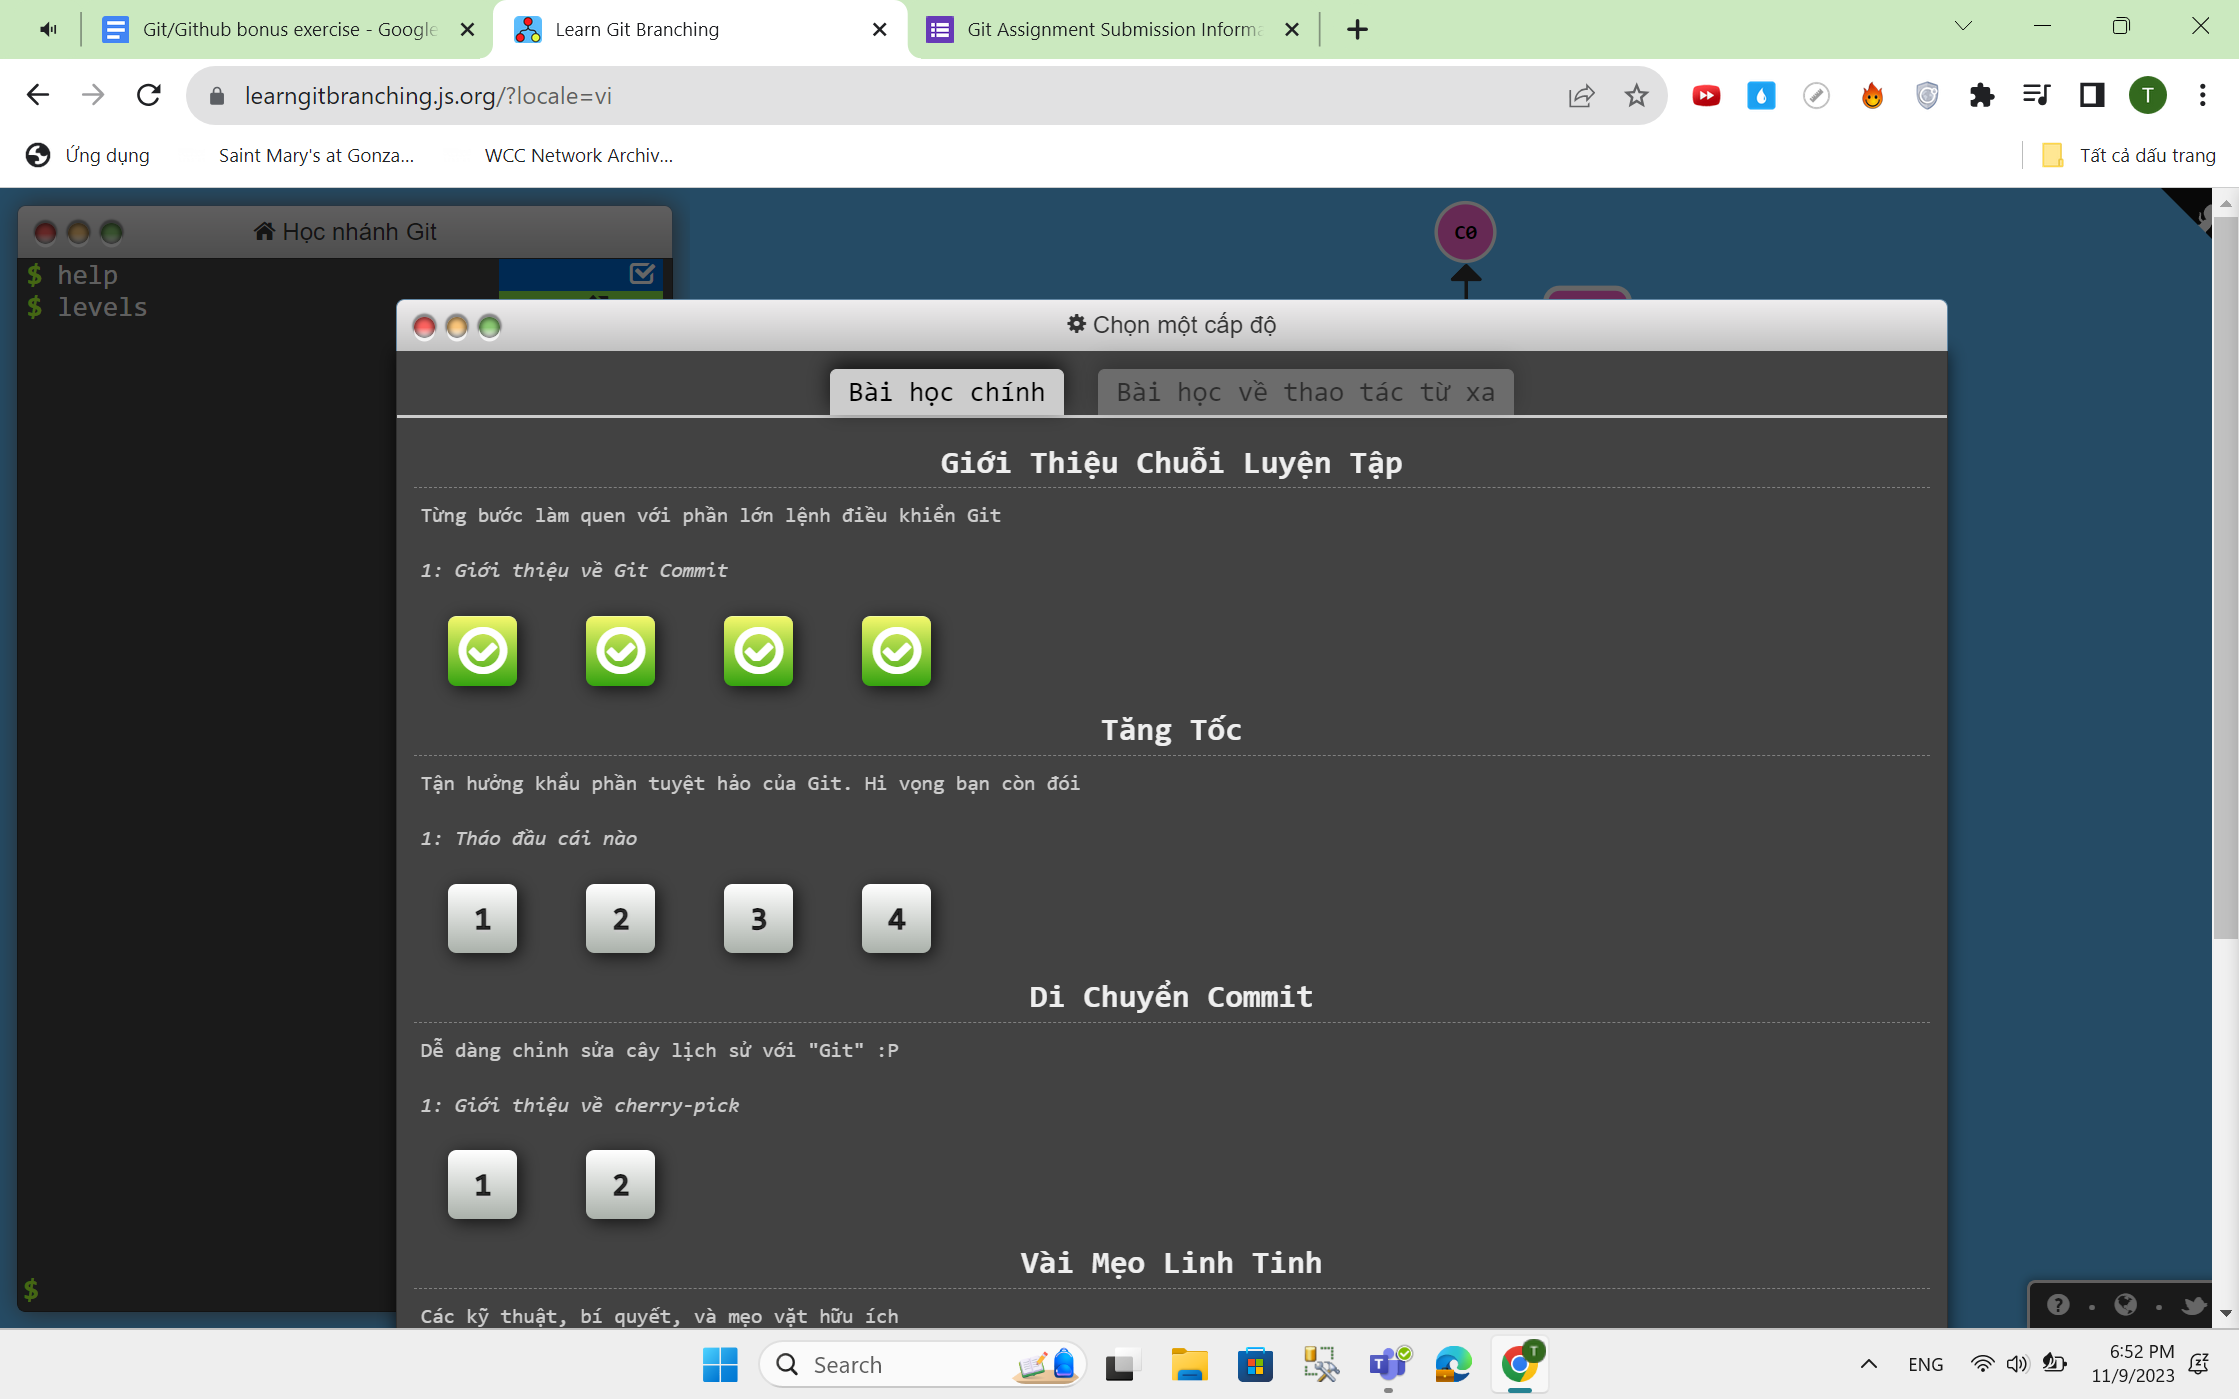 Git/Github bonus exercise - Google
Learn Git Branching
Git Assignment Submission Informa
learngitbranching.js.org/?locale=vi
T
Ứng dụng
Saint Mary's at Gonza...
WCC Network Archiv...
Tất cả dấu trang
Học nhánh Git
C0
$ help
$ levels
Chọn một cấp độ
Bài học chính
Bài học về thao tác từ xa
Giới Thiệu Chuỗi Luyện Tập
Từng bước làm quen với phần lớn lệnh điều khiển Git
1: Giới thiệu về Git Commit
Tăng Tốc
Tận hưởng khẩu phần tuyệt hảo của Git. Hi vọng bạn còn đói
1: Tháo đầu cái nào
1 2 3 4
Di Chuyển Commit
Dễ dàng chỉnh sửa cây lịch sử với "Git" :P
1: Giới thiệu về cherry-pick
1 2
Vài Mẹo Linh Tinh
$
Các kỹ thuật, bí quyết, và mẹo vặt hữu ích
Search
T
T
ENG
6:52 PM
11/9/2023